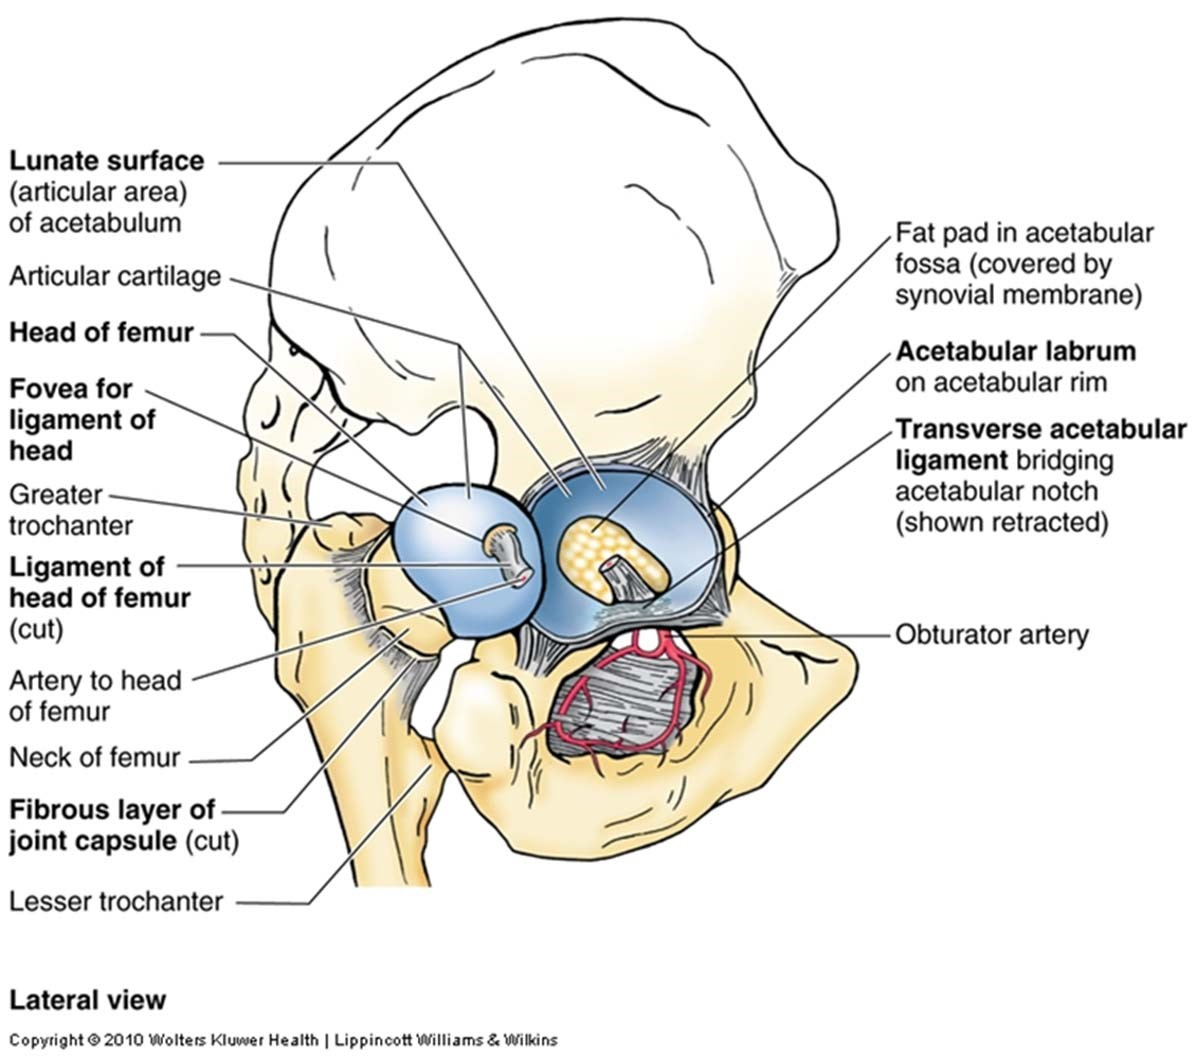 Lunate surface
(articular area)
of acetabulum
Articular cartilage
Head of femur
Fovea for
ligament of
head
Greater
trochanter
Ligament of
head of femur
(cut)
Artery to head
of femur
Neck of femur
Fibrous layer of
joint capsule (cut)
Lesser trochanter
Fat pad in acetabular
fossa (covered by
synovial membrane)
Acetabular labrum
on acetabular rim
Transverse acetabular
ligament bridging
acetabular notch
(shown retracted)
Obturator artery
Lateral view
Copyright © 2010 Wolters Kluwer Health | Lippincott Williams & Wilkins